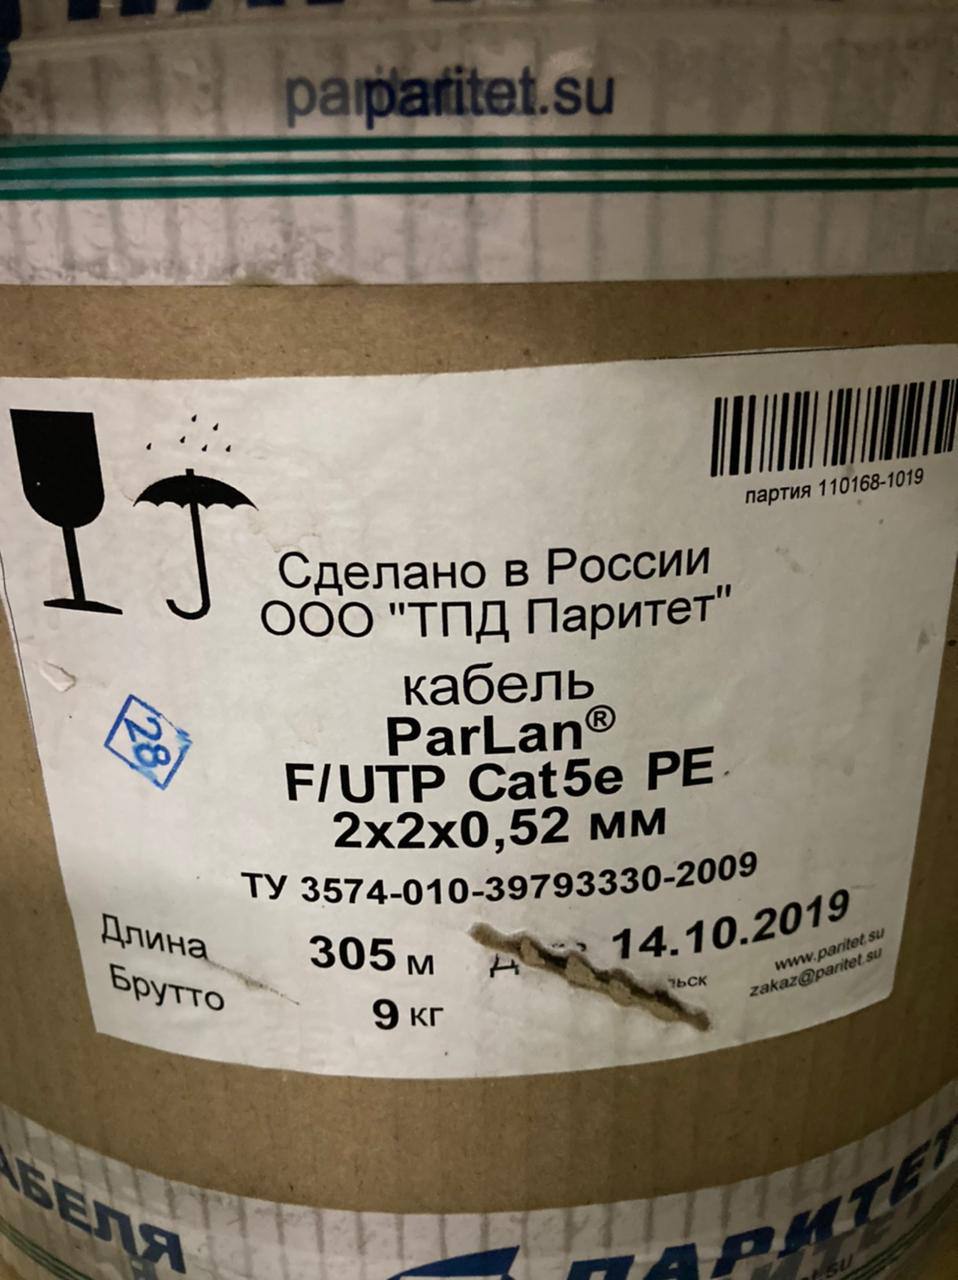 paritet.su
партия 110168-1019
Сделано в России
ООО "ТПД Паритет"
кабель
ParLan®
F/UTP Cat5e PE
2x2x0,52 мм
28
ТУ 3574-010-39793330-2009
Длина 305 м 14.10.2019
Брутто 9 кг
www.paritet.su
zakaz@paritet.su
ПАРИТЕТ